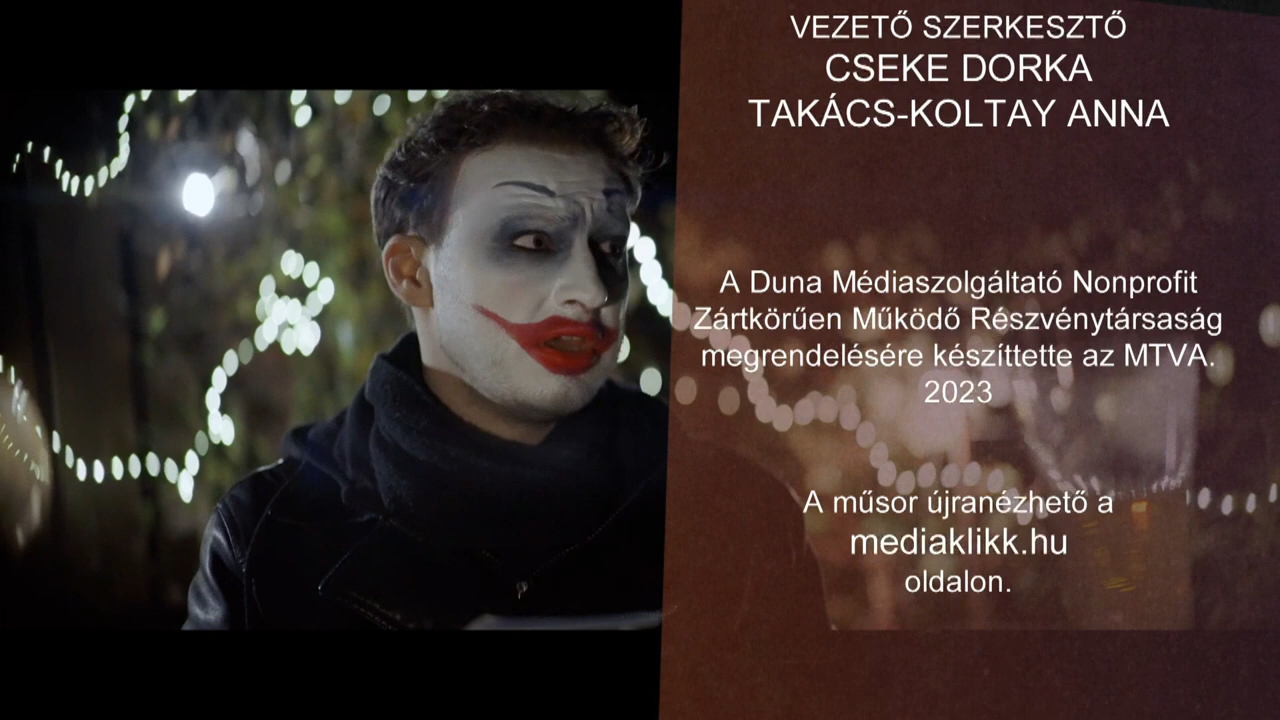 VEZETŐ SZERKESZTŐ
CSEKE DORKA
TAKÁCS-KOLTAY ANNA
A Duna Médiaszolgáltató Nonprofit
Zártkörűen Működő Részvénytársaság
megrendelésére készíttette az MTVA.
2023
A műsor újranézhető a
mediaklikk.hu
oldalon.